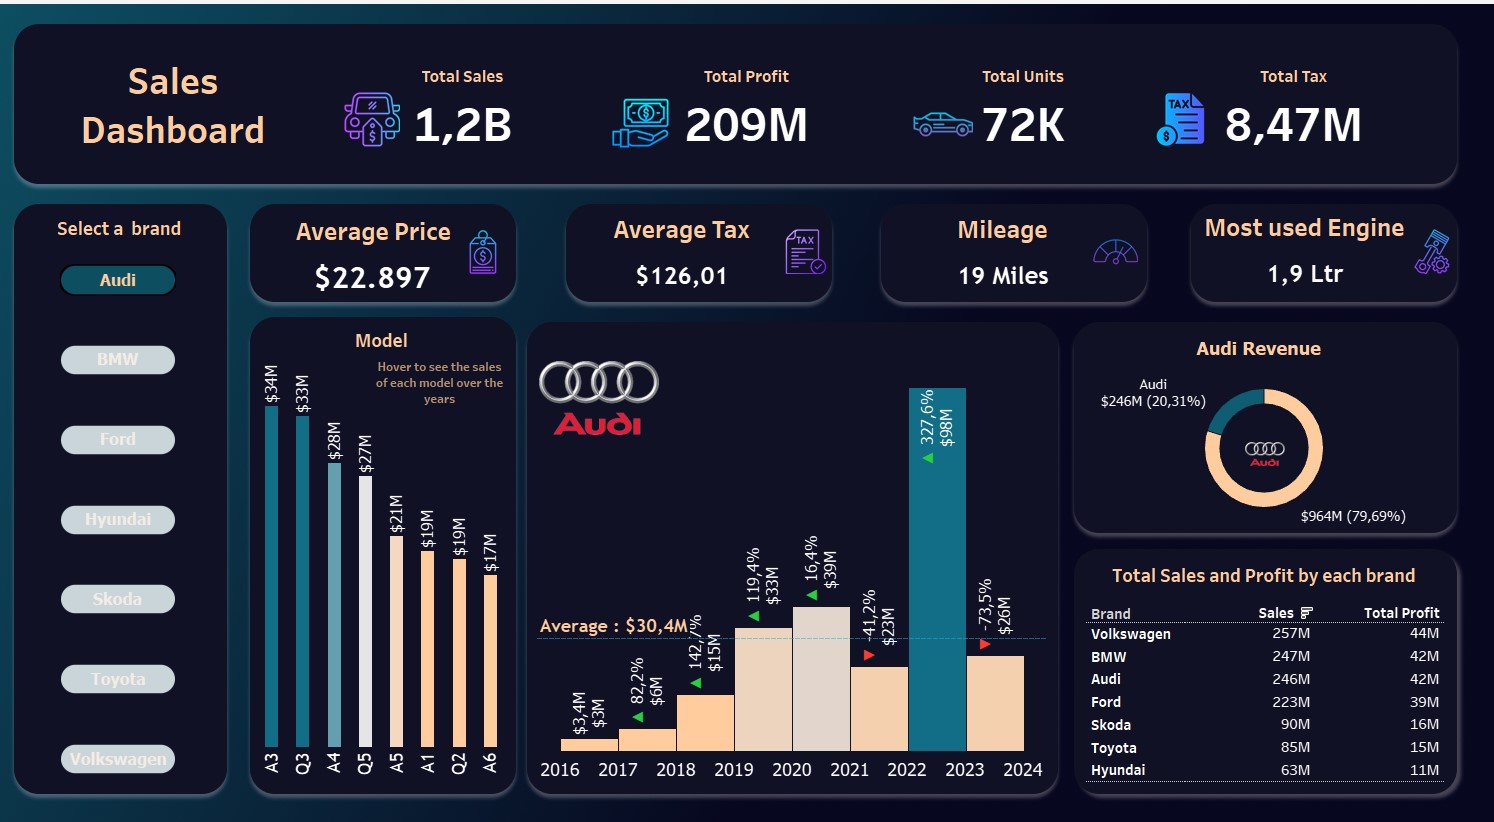 Sales
Dashboard
Total Sales
1,2B
Total Profit
209M
Total Units
72K
TAX
Total Tax
8,47M
Select a brand
Audi
BMW
Ford
Hyundai
Skoda
Toyota
Volkswagen
Average Price
$22.897
Average Tax
$126,01
TAX
Mileage
19 Miles
Most used Engine
1,9 Ltr
Model
Hover to see the sales
of each model over the
years
$34M
$33M
$28M
$27M
$21M
$19M
$19M
$17M
A3
Q3
A4
Q5
A5
A1
Q2
A6
Audi
Average : $30,4M
$3,4M
$3M
82,2%
$6M
142,7%
$15M
119,4%
$33M
16,4%
$39M
-41,2%
$23M
327,6%
$98M
-73,5%
$26M
2016 2017 2018 2019 2020 2021 2022 2023 2024
Audi Revenue
Audi
$246M (20,31%)
Audi
$964M (79,69%)
Total Sales and Profit by each brand
Brand Sales Total Profit
Volkswagen 257M 44M
BMW 247M 42M
Audi 246M 42M
Ford 223M 39M
Skoda 90M 16M
Toyota 85M 15M
Hyundai 63M 11M